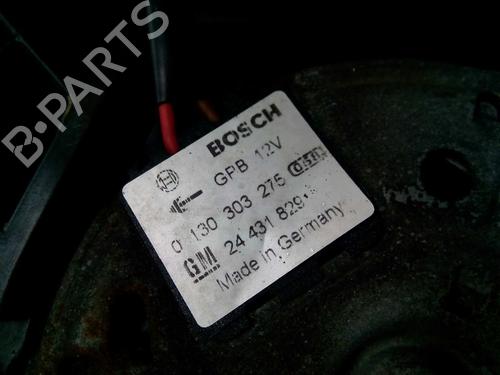 B-PARTS
BOSCH
GPB 12V
0 130 303 275
GM 24 431 829
Made in Germany